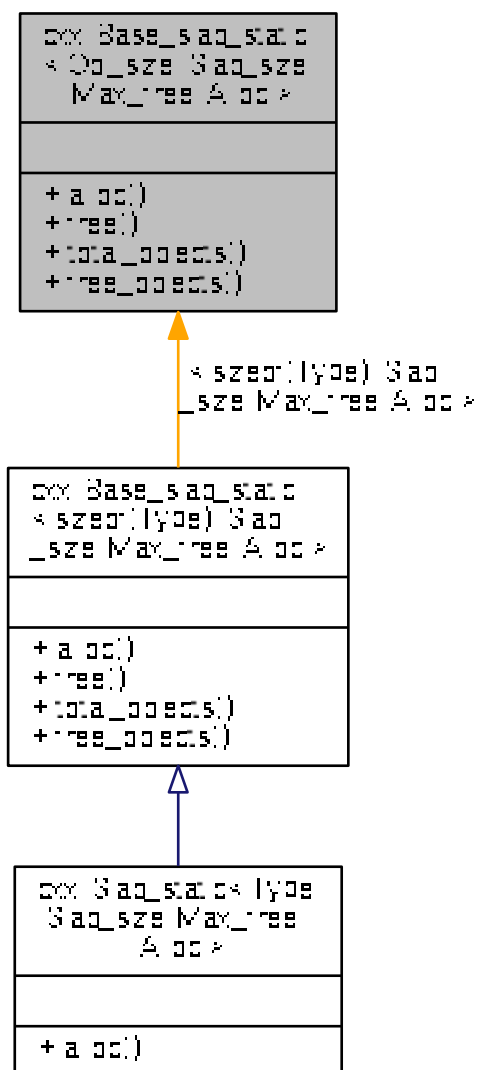 cxx::Base_slab_static
< Obj_size, Slab_size,
Max_free, Alloc >
+ alloc()
+ free()
+ total_objects()
+ free_objects()
< sizeof(Type), Slab
_size, Max_free, Alloc >
cxx::Base_slab_static
< sizeof(Type), Slab
_size, Max_free, Alloc >
+ alloc()
+ free()
+ total_objects()
+ free_objects()
cxx::Slab_static< Type,
Slab_size, Max_free,
Alloc >
+ alloc()